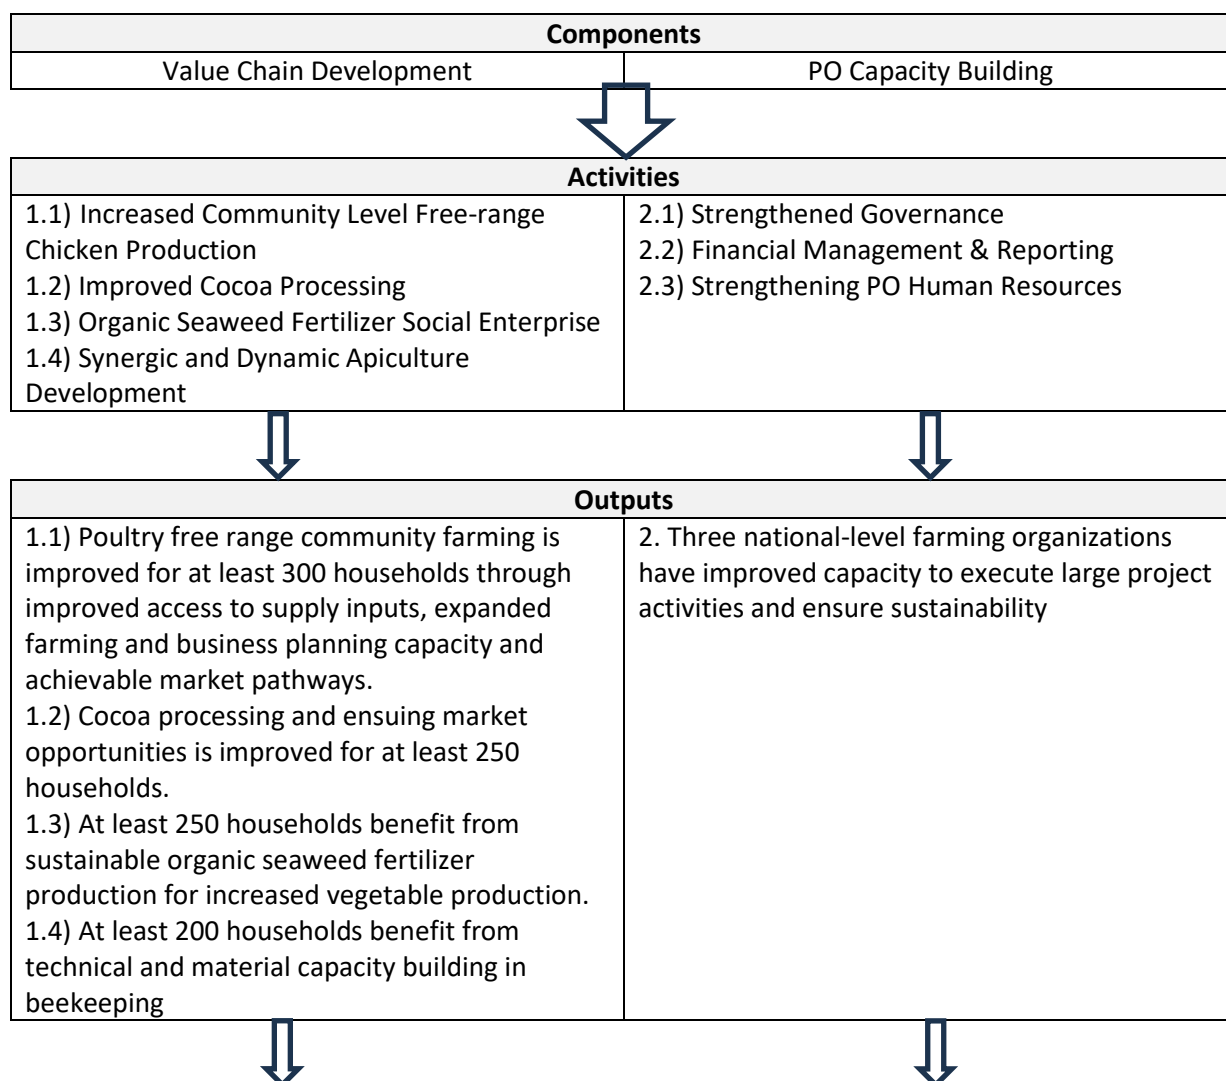 Components
Value Chain Development
PO Capacity Building
Activities
1.1) Increased Community Level Free-range
Chicken Production
1.2) Improved Cocoa Processing
1.3) Organic Seaweed Fertilizer Social Enterprise
1.4) Synergic and Dynamic Apiculture
Development
2.1) Strengthened Governance
2.2) Financial Management & Reporting
2.3) Strengthening PO Human Resources
Outputs
1.1) Poultry free range community farming is
improved for at least 300 households through
improved access to supply inputs, expanded
farming and business planning capacity and
achievable market pathways.
1.2) Cocoa processing and ensuing market
opportunities is improved for at least 250
households.
1.3) At least 250 households benefit from
sustainable organic seaweed fertilizer
production for increased vegetable production.
1.4) At least 200 households benefit from
technical and material capacity building in
beekeeping
2. Three national-level farming organizations
have improved capacity to execute large project
activities and ensure sustainability